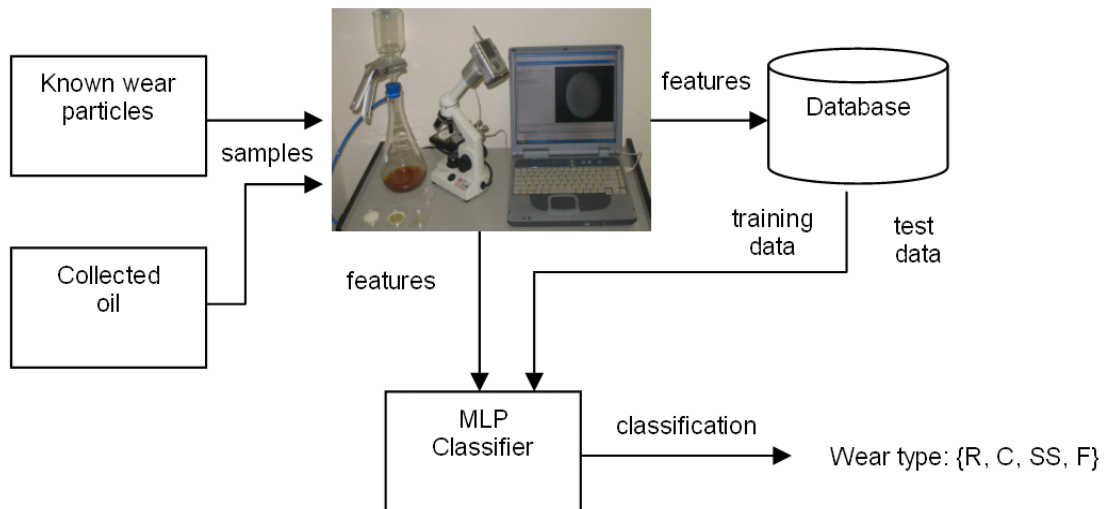 Known wear
particles
samples
Collected
oil
features
Database
training
data
test
data
features
MLP
Classifier
classification
Wear type: {R, C, SS, F}